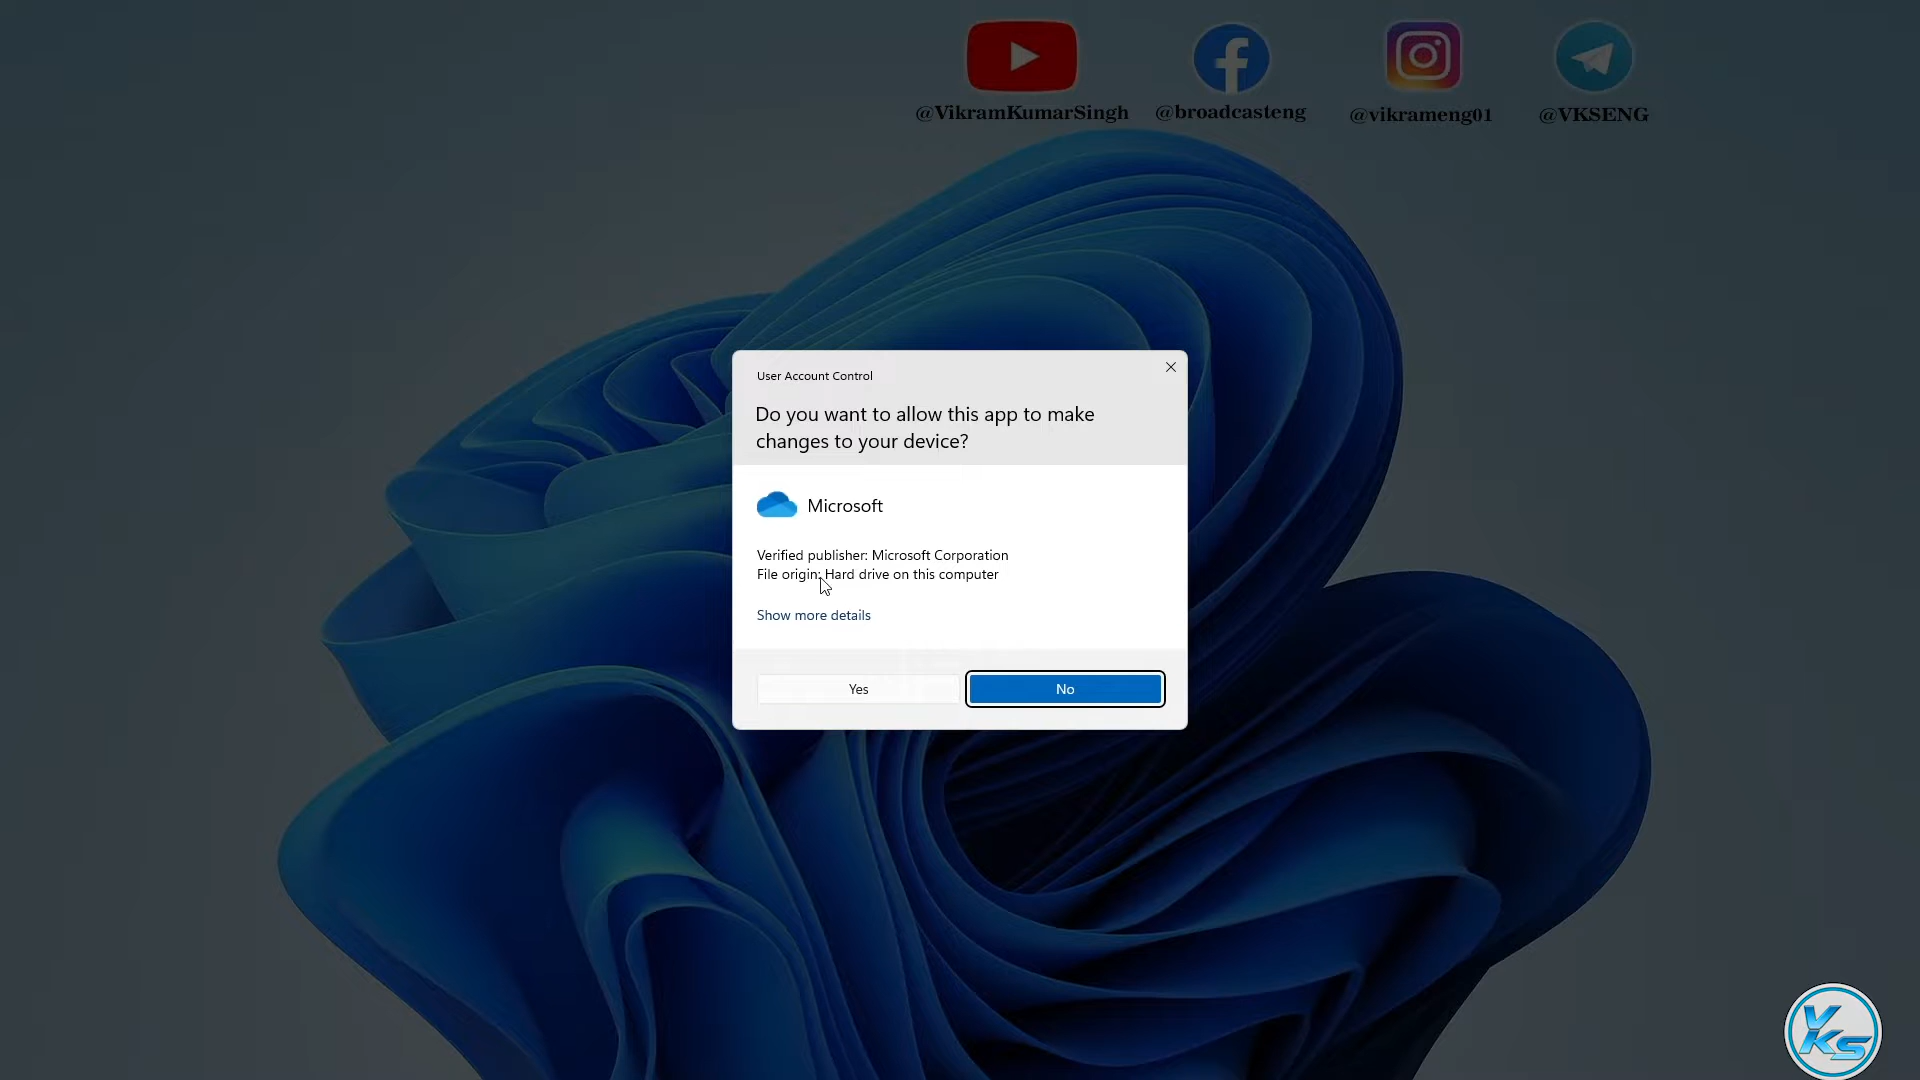 @VikramKumarSingh @broadcasteng @vikrameng01 @VKSENG
User Account Control
Do you want to allow this app to make
changes to your device?
Microsoft
Verified publisher: Microsoft Corporation
File origin: Hard drive on this computer
Show more details
Yes No
VKS